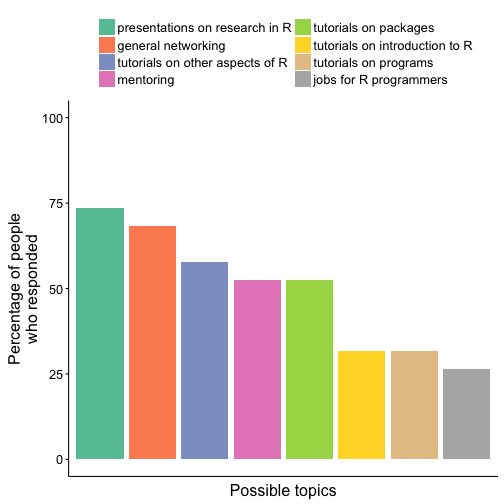 presentations on research in R tutorials on packages
general networking tutorials on introduction to R
tutorials on other aspects of R tutorials on programs
mentoring jobs for R programmers
100
75
50
25
0
Percentage of people
who responded
Possible topics